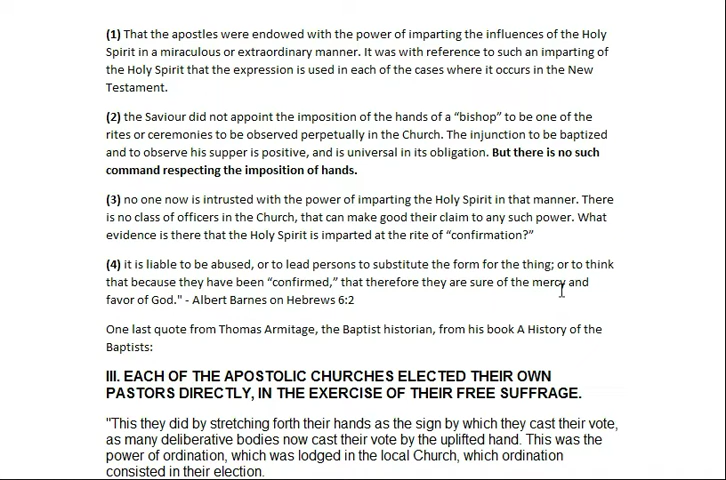 (1) That the apostles were endowed with the power of imparting the influences of the Holy
Spirit in a miraculous or extraordinary manner. It was with reference to such an imparting of
the Holy Spirit that the expression is used in each of the cases where it occurs in the New
Testament.
(2) the Saviour did not appoint the imposition of the hands of a “bishop” to be one of the
rites or ceremonies to be observed perpetually in the Church. The injunction to be baptized
and to observe his supper is positive, and is universal in its obligation. But there is no such
command respecting the imposition of hands.
(3) no one now is intrusted with the power of imparting the Holy Spirit in that manner. There
is no class of officers in the Church, that can make good their claim to any such power. What
evidence is there that the Holy Spirit is imparted at the rite of “confirmation?”
(4) it is liable to be abused, or to lead persons to substitute the form for the thing; or to think
that because they have been “confirmed,” that therefore they are sure of the mercy and
favor of God." - Albert Barnes on Hebrews 6:2
One last quote from Thomas Armitage, the Baptist historian, from his book A History of the
Baptists:
III. EACH OF THE APOSTOLIC CHURCHES ELECTED THEIR OWN
PASTORS DIRECTLY, IN THE EXERCISE OF THEIR FREE SUFFRAGE.
"This they did by stretching forth their hands as the sign by which they cast their vote,
as many deliberative bodies now cast their vote by the uplifted hand. This was the
power of ordination, which was lodged in the local Church, which ordination
consisted in their election.